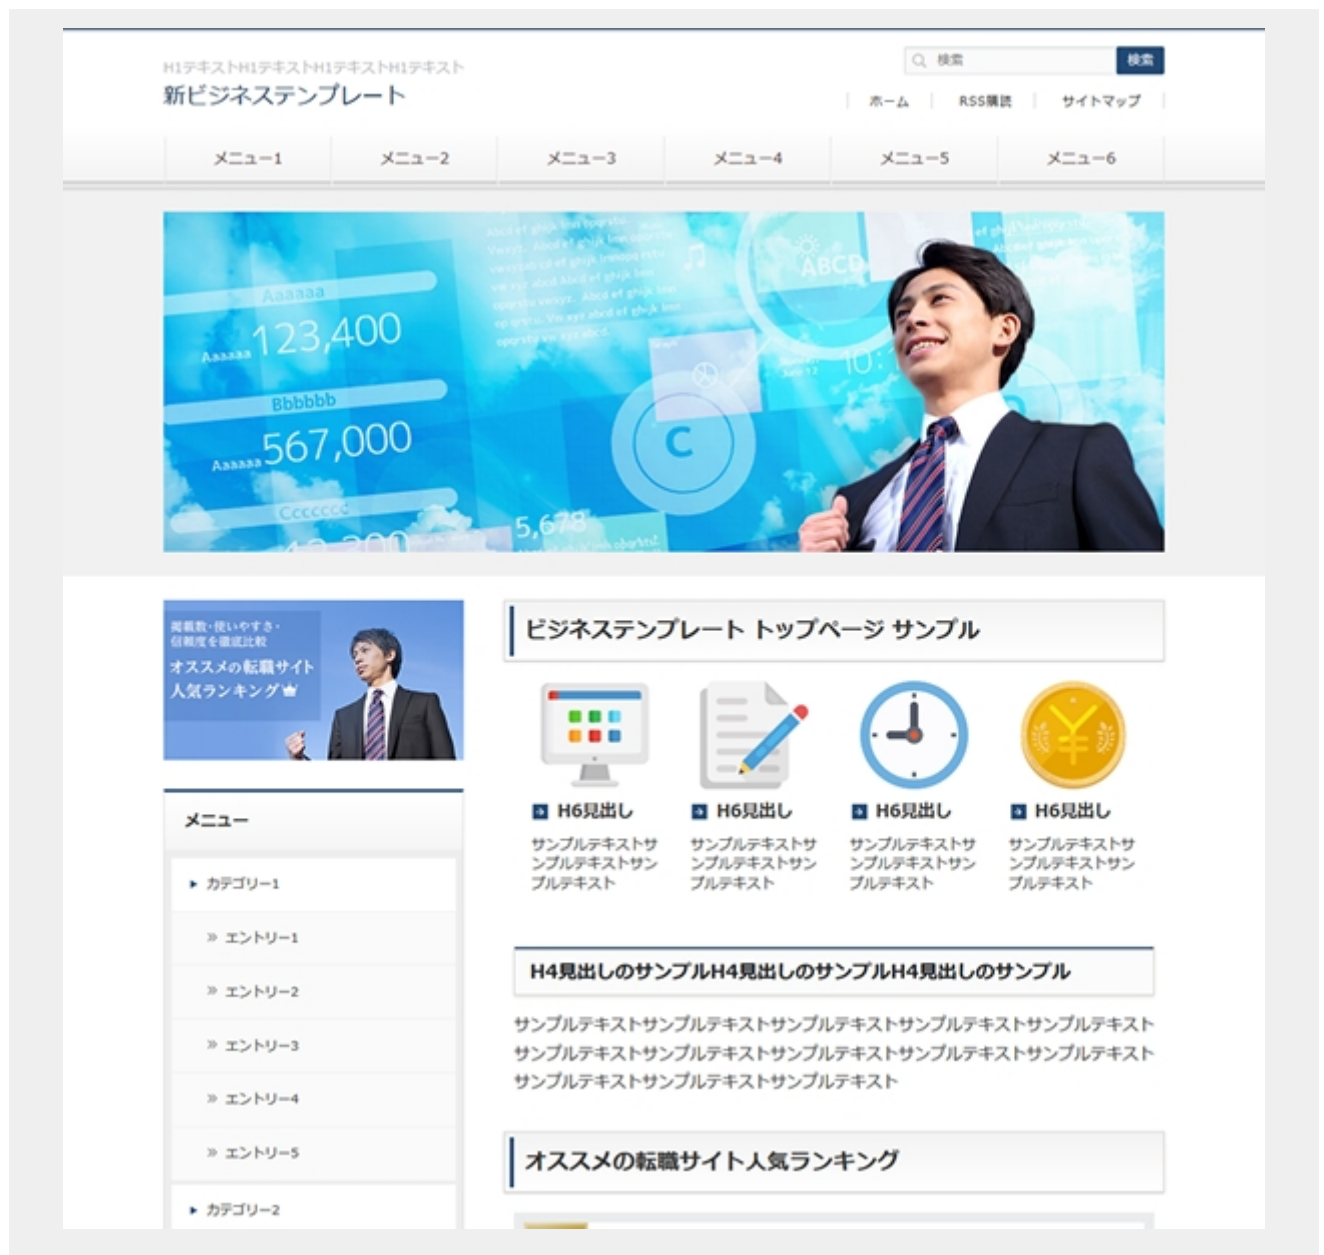 H1テキストH1テキストH1テキストH1テキスト
新ビジネステンプレート
検索
検索
ホーム
RSS購読
サイトマップ
メニュー1
メニュー2
メニュー3
メニュー4
メニュー5
メニュー6
Aaaaaa
Aaaaaa 123,400
Bbbbbb
Aaaaaa 567,000
Ccccccc
5,678
ABCD
C
掲載数・使いやすさ・
信頼度を徹底比較
オススメの転職サイト
人気ランキング
メニュー
カテゴリー1
エントリー1
エントリー2
エントリー3
エントリー4
エントリー5
カテゴリー2
ビジネステンプレート トップページ サンプル
H6見出し
サンプルテキストサ
ンプルテキストサン
プルテキスト
H6見出し
サンプルテキストサ
ンプルテキストサン
プルテキスト
H6見出し
サンプルテキストサ
ンプルテキストサン
プルテキスト
H6見出し
サンプルテキストサ
ンプルテキストサン
プルテキスト
H4見出しのサンプルH4見出しのサンプルH4見出しのサンプル
サンプルテキストサンプルテキストサンプルテキストサンプルテキストサンプルテキスト
サンプルテキストサンプルテキストサンプルテキストサンプルテキストサンプルテキスト
サンプルテキストサンプルテキストサンプルテキスト
オススメの転職サイト人気ランキング